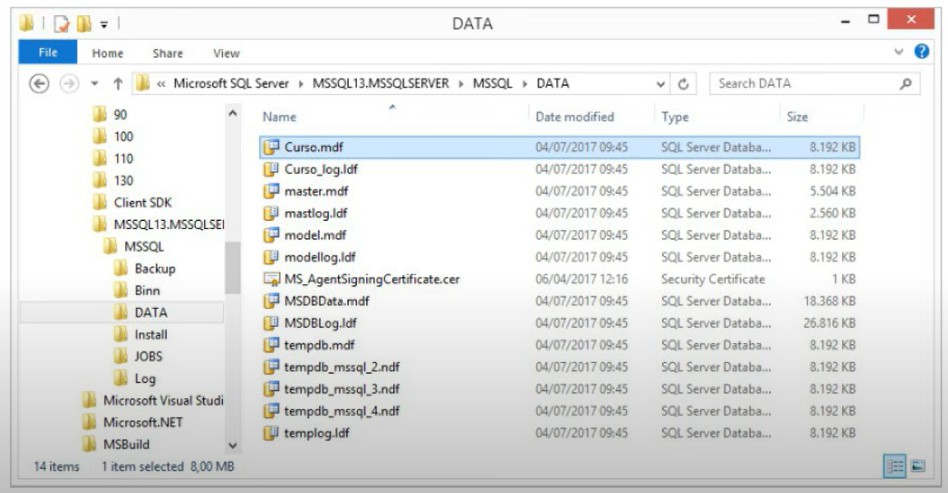 DATA
File Home Share View
« Microsoft SQL Server MSSQL13.MSSQLSERVER MSSQL DATA Search DATA
90
100
110
130
Client SDK
MSSQL13.MSSQLSEI
MSSQL
Backup
Binn
DATA
Install
JOBS
Log
Microsoft Visual Studi
Microsoft.NET
MSBuild
Name Date modified Type Size
Curso.mdf 04/07/2017 09:45 SQL Server Databa... 8.192 KB
Curso_log.ldf 04/07/2017 09:45 SQL Server Databa... 8.192 KB
master.mdf 04/07/2017 09:45 SQL Server Databa... 5.504 KB
mastlog.ldf 04/07/2017 09:45 SQL Server Databa... 2.560 KB
model.mdf 04/07/2017 09:45 SQL Server Databa... 8.192 KB
modellog.ldf 04/07/2017 09:45 SQL Server Databa... 8.192 KB
MS_AgentSigningCertificate.cer 06/04/2017 12:16 Security Certificate 1 KB
MSDBData.mdf 04/07/2017 09:45 SQL Server Databa... 18.368 KB
MSDBLog.ldf 04/07/2017 09:45 SQL Server Databa... 26.816 KB
tempdb.mdf 04/07/2017 09:45 SQL Server Databa... 8.192 KB
tempdb_mssql_2.ndf 04/07/2017 09:45 SQL Server Databa... 8.192 KB
tempdb_mssql_3.ndf 04/07/2017 09:45 SQL Server Databa... 8.192 KB
tempdb_mssql_4.ndf 04/07/2017 09:45 SQL Server Databa... 8.192 KB
templog.ldf 04/07/2017 09:45 SQL Server Databa... 8.192 KB
14 items 1 item selected 8,00 MB